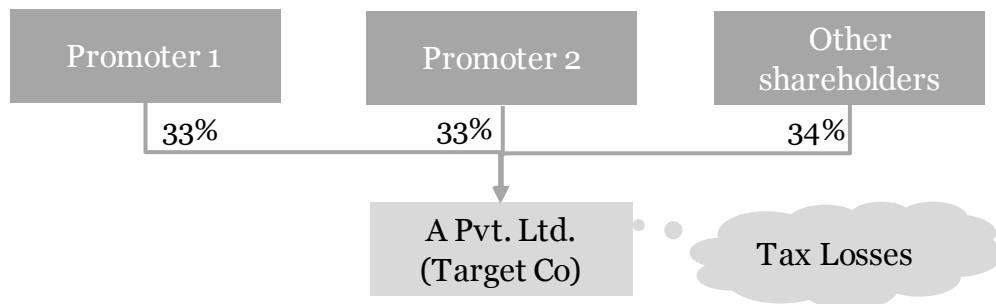 Promoter 1
Promoter 2
Other
shareholders
33%
33%
34%
A Pvt. Ltd.
(Target Co)
Tax Losses